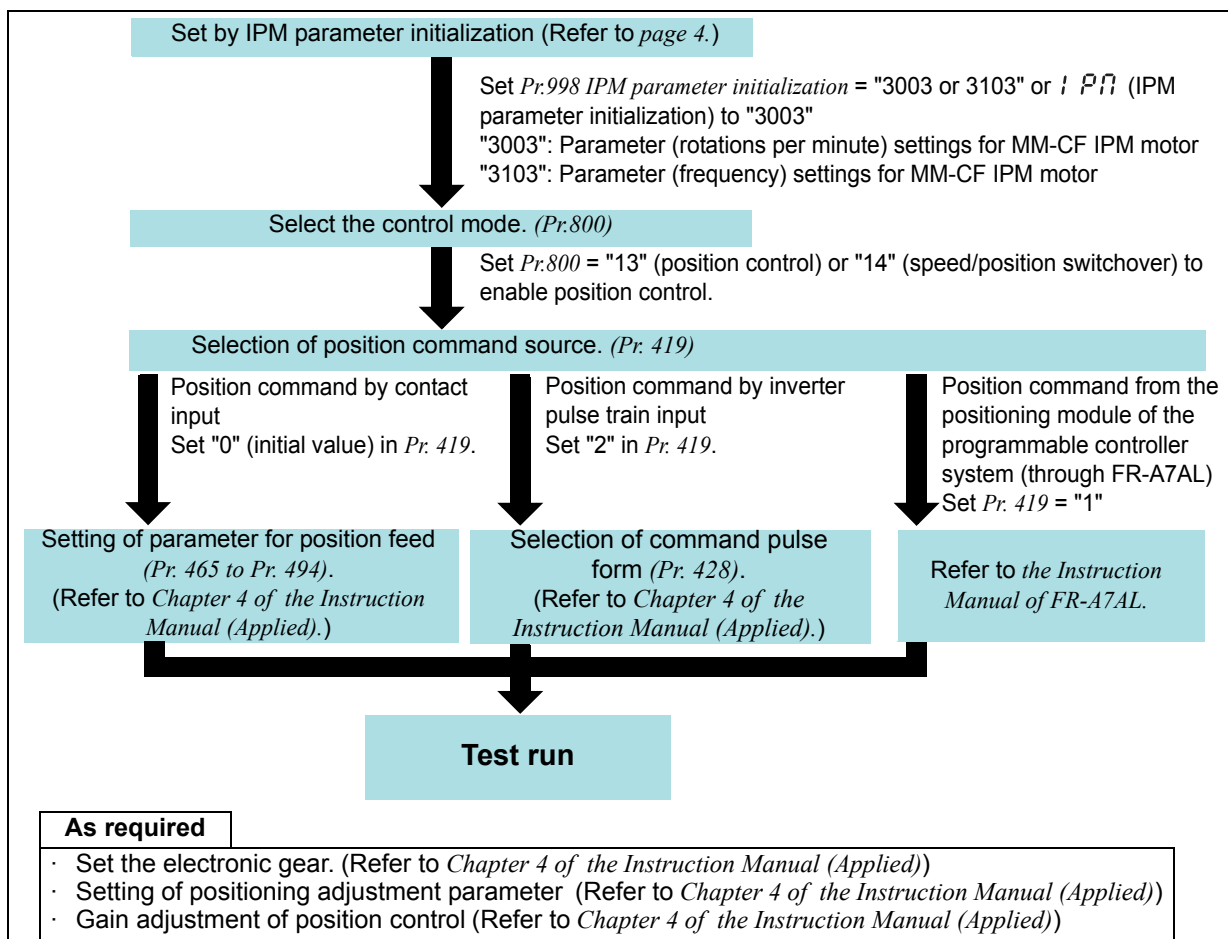 Set by IPM parameter initialization (Refer to page 4.)
Set Pr.998 IPM parameter initialization = "3003 or 3103" or IPM (IPM
parameter initialization) to "3003"
"3003": Parameter (rotations per minute) settings for MM-CF IPM motor
"3103": Parameter (frequency) settings for MM-CF IPM motor
Select the control mode. (Pr.800)
Set Pr.800 = "13" (position control) or "14" (speed/position switchover) to
enable position control.
Selection of position command source. (Pr. 419)
Position command by contact
input
Set "0" (initial value) in Pr. 419.
Position command by inverter
pulse train input
Set "2" in Pr. 419.
Position command from the
positioning module of the
programmable controller
system (through FR-A7AL)
Set Pr. 419 = "1"
Setting of parameter for position feed
(Pr. 465 to Pr. 494).
(Refer to Chapter 4 of the Instruction
Manual (Applied).)
Selection of command pulse
form (Pr. 428).
(Refer to Chapter 4 of the
Instruction Manual (Applied).)
Refer to the Instruction
Manual of FR-A7AL.
Test run
As required
· Set the electronic gear. (Refer to Chapter 4 of the Instruction Manual (Applied))
· Setting of positioning adjustment parameter (Refer to Chapter 4 of the Instruction Manual (Applied))
· Gain adjustment of position control (Refer to Chapter 4 of the Instruction Manual (Applied))